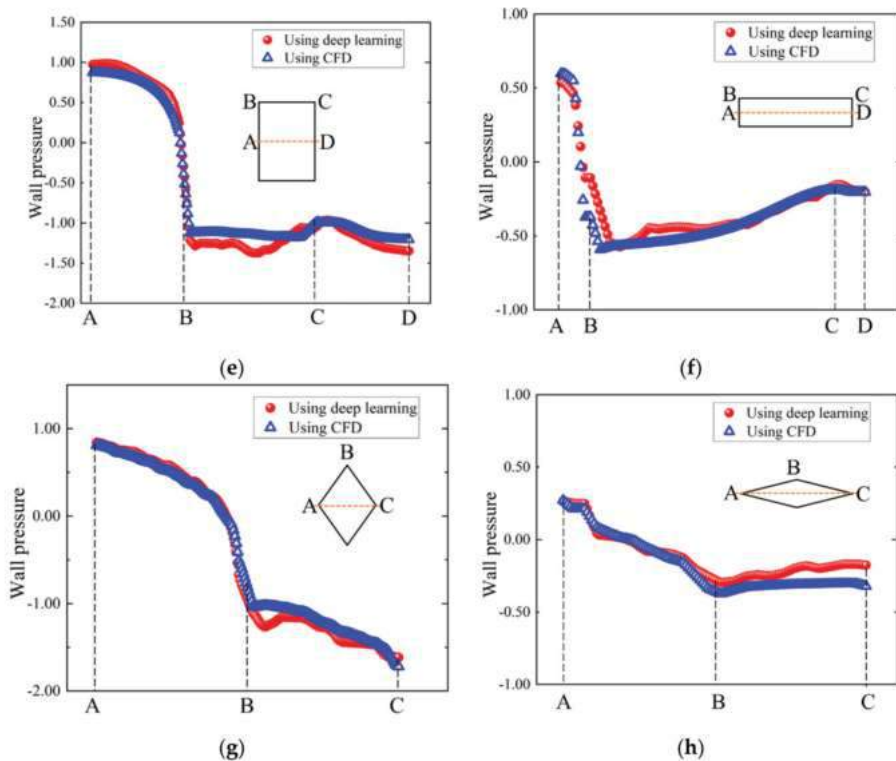 1.50
1.00
0.50
0.00
-0.50
-1.00
-1.50
-2.00
Wall pressure
Using deep learning
Using CFD
B C
A D
A B C D
(e)
1.00
0.50
0.00
-0.50
-1.00
Wall pressure
Using deep learning
Using CFD
B C
A D
A B C D
(f)
1.00
0.00
-1.00
-2.00
Wall pressure
Using deep learning
Using CFD
B
A C
A B C
(g)
1.00
0.50
0.00
-0.50
-1.00
Wall pressure
Using deep learning
Using CFD
B
A C
A B C
(h)